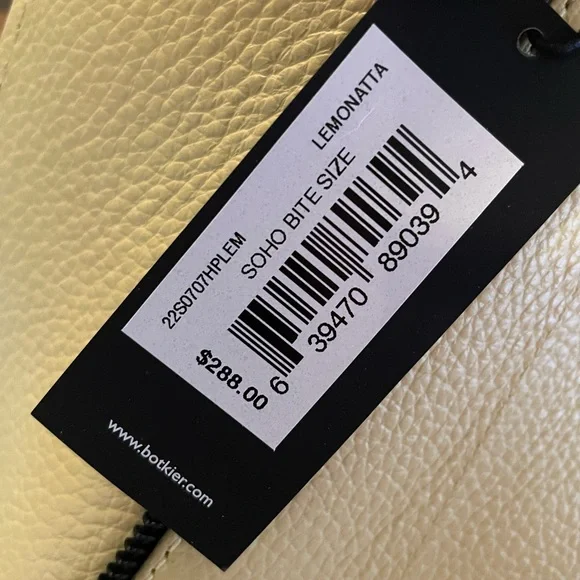 22S0707HPLEM LEMONATTA
SOHO BITE SIZE
$288.00
6 39470 89039 4
www.botkier.com